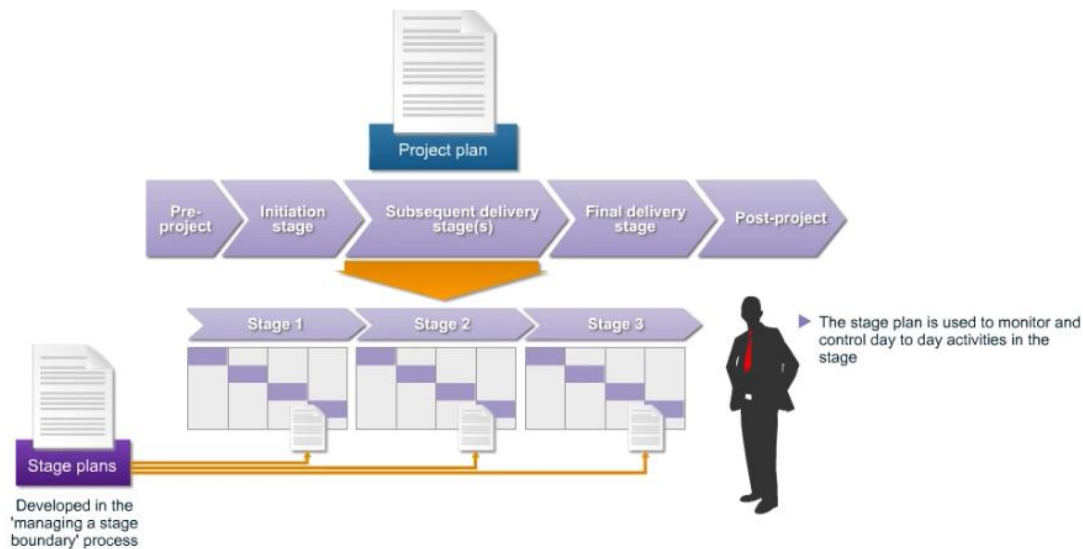 Project plan
Pre-
project
Initiation
stage
Subsequent delivery
stage(s)
Final delivery
stage
Post-project
Stage 1
Stage 2
Stage 3
The stage plan is used to monitor and
control day to day activities in the
stage
Stage plans
Developed in the
'managing a stage
boundary' process